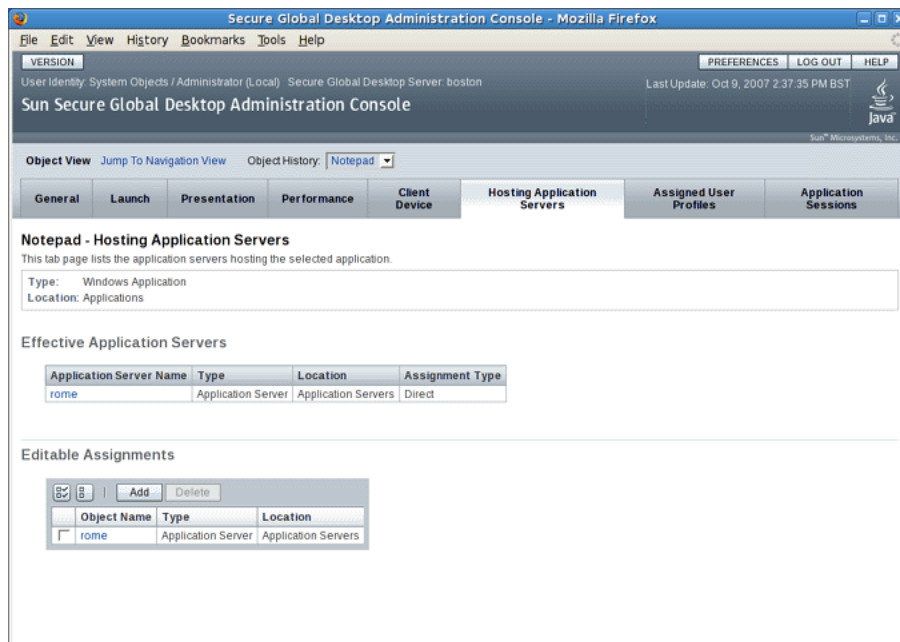 Secure Global Desktop Administration Console - Mozilla Firefox
File Edit View History Bookmarks Tools Help
VERSION PREFERENCES LOG OUT HELP
User Identity: System Objects / Administrator (Local) Secure Global Desktop Server: boston Last Update: Oct 9, 2007 2:37:35 PM BST
Sun Secure Global Desktop Administration Console
Java
Sun™ Microsystems, Inc.
Object View Jump To Navigation View Object History: Notepad
General Launch Presentation Performance Client Device Hosting Application Servers Assigned User Profiles Application Sessions
Notepad - Hosting Application Servers
This tab page lists the application servers hosting the selected application.
Type: Windows Application
Location: Applications
Effective Application Servers
Application Server Name Type Location Assignment Type
rome Application Server Application Servers Direct
Editable Assignments
Add Delete
Object Name Type Location
rome Application Server Application Servers